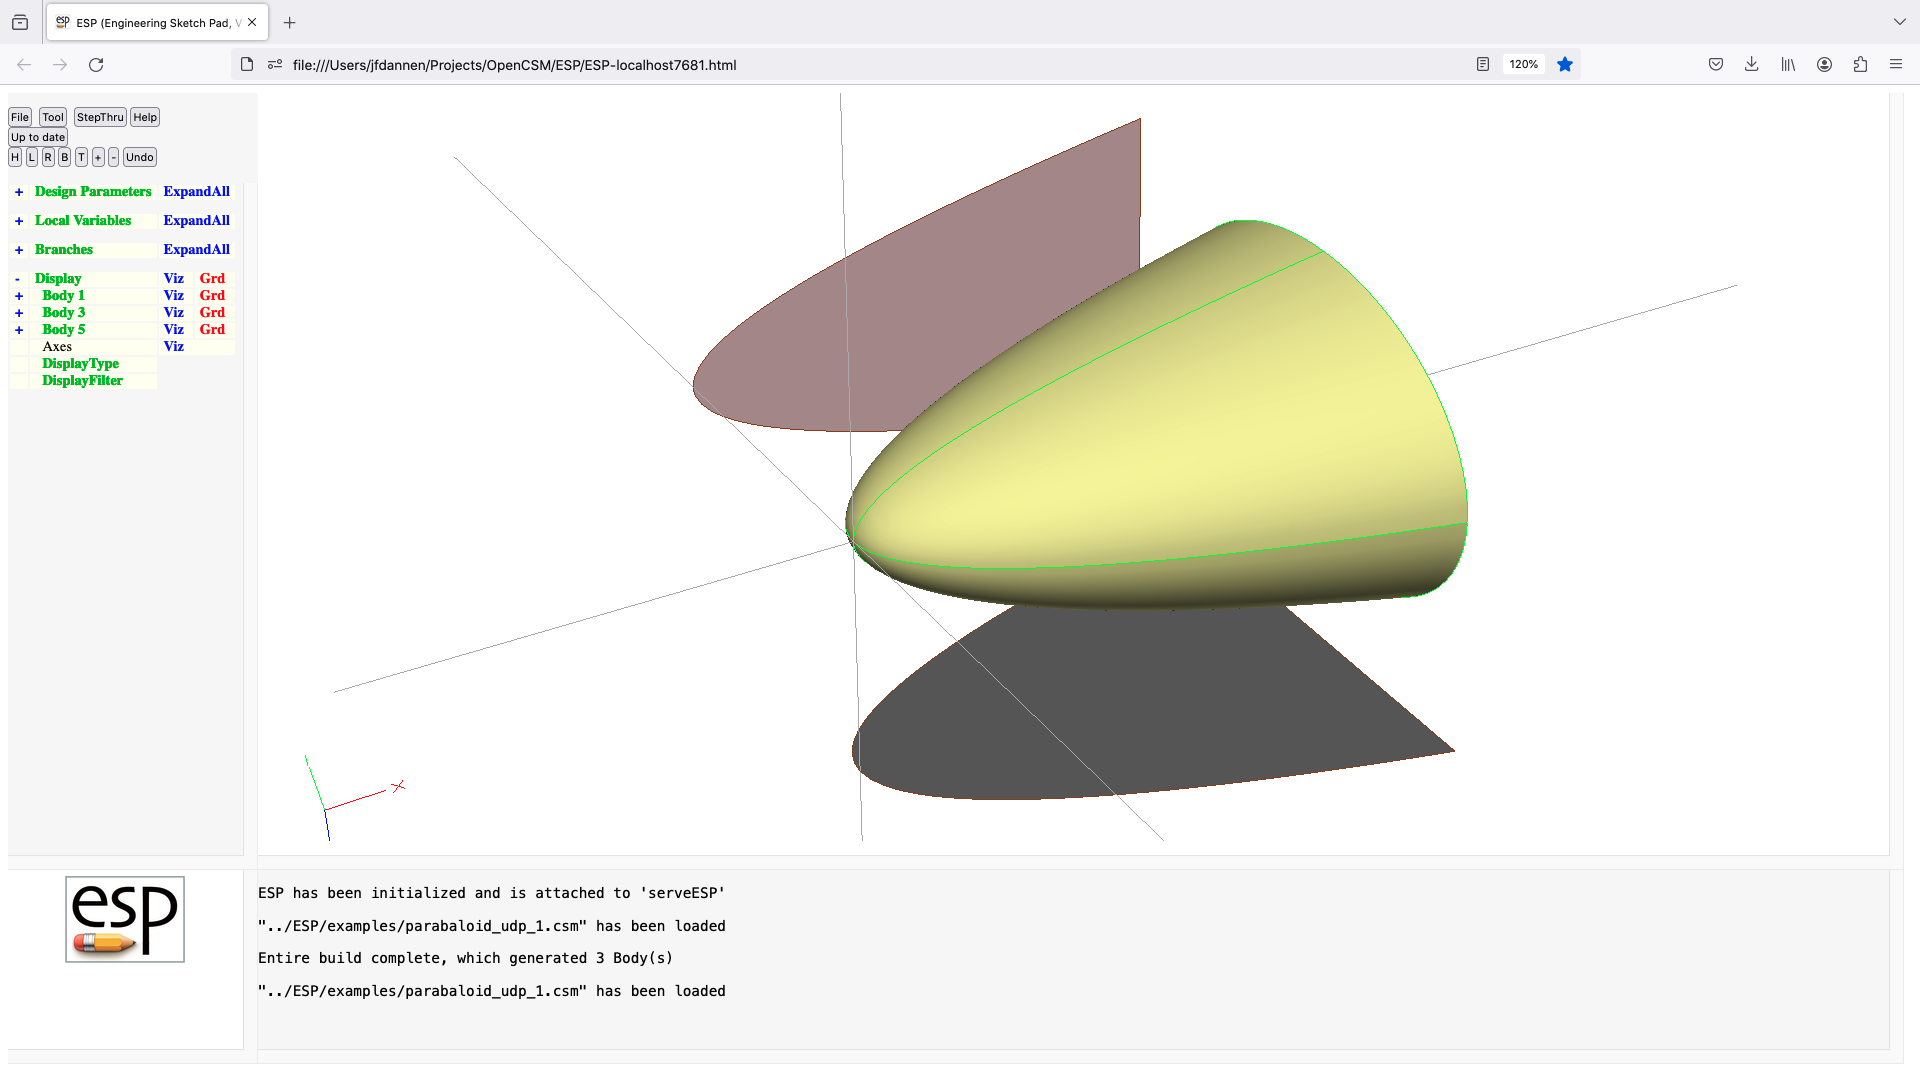 esp ESP (Engineering Sketch Pad, V
file:///Users/jfdannen/Projects/OpenCSM/ESP/ESP-localhost7681.html 120%
File Tool StepThru Help
Up to date
H L R B T + - Undo
+ Design Parameters ExpandAll
+ Local Variables ExpandAll
+ Branches ExpandAll
- Display Viz Grd
+ Body 1 Viz Grd
+ Body 3 Viz Grd
+ Body 5 Viz Grd
Axes Viz
DisplayType
DisplayFilter
X
esp
ESP has been initialized and is attached to 'serveESP'
"../ESP/examples/parabaloid_udp_1.csm" has been loaded
Entire build complete, which generated 3 Body(s)
"../ESP/examples/parabaloid_udp_1.csm" has been loaded